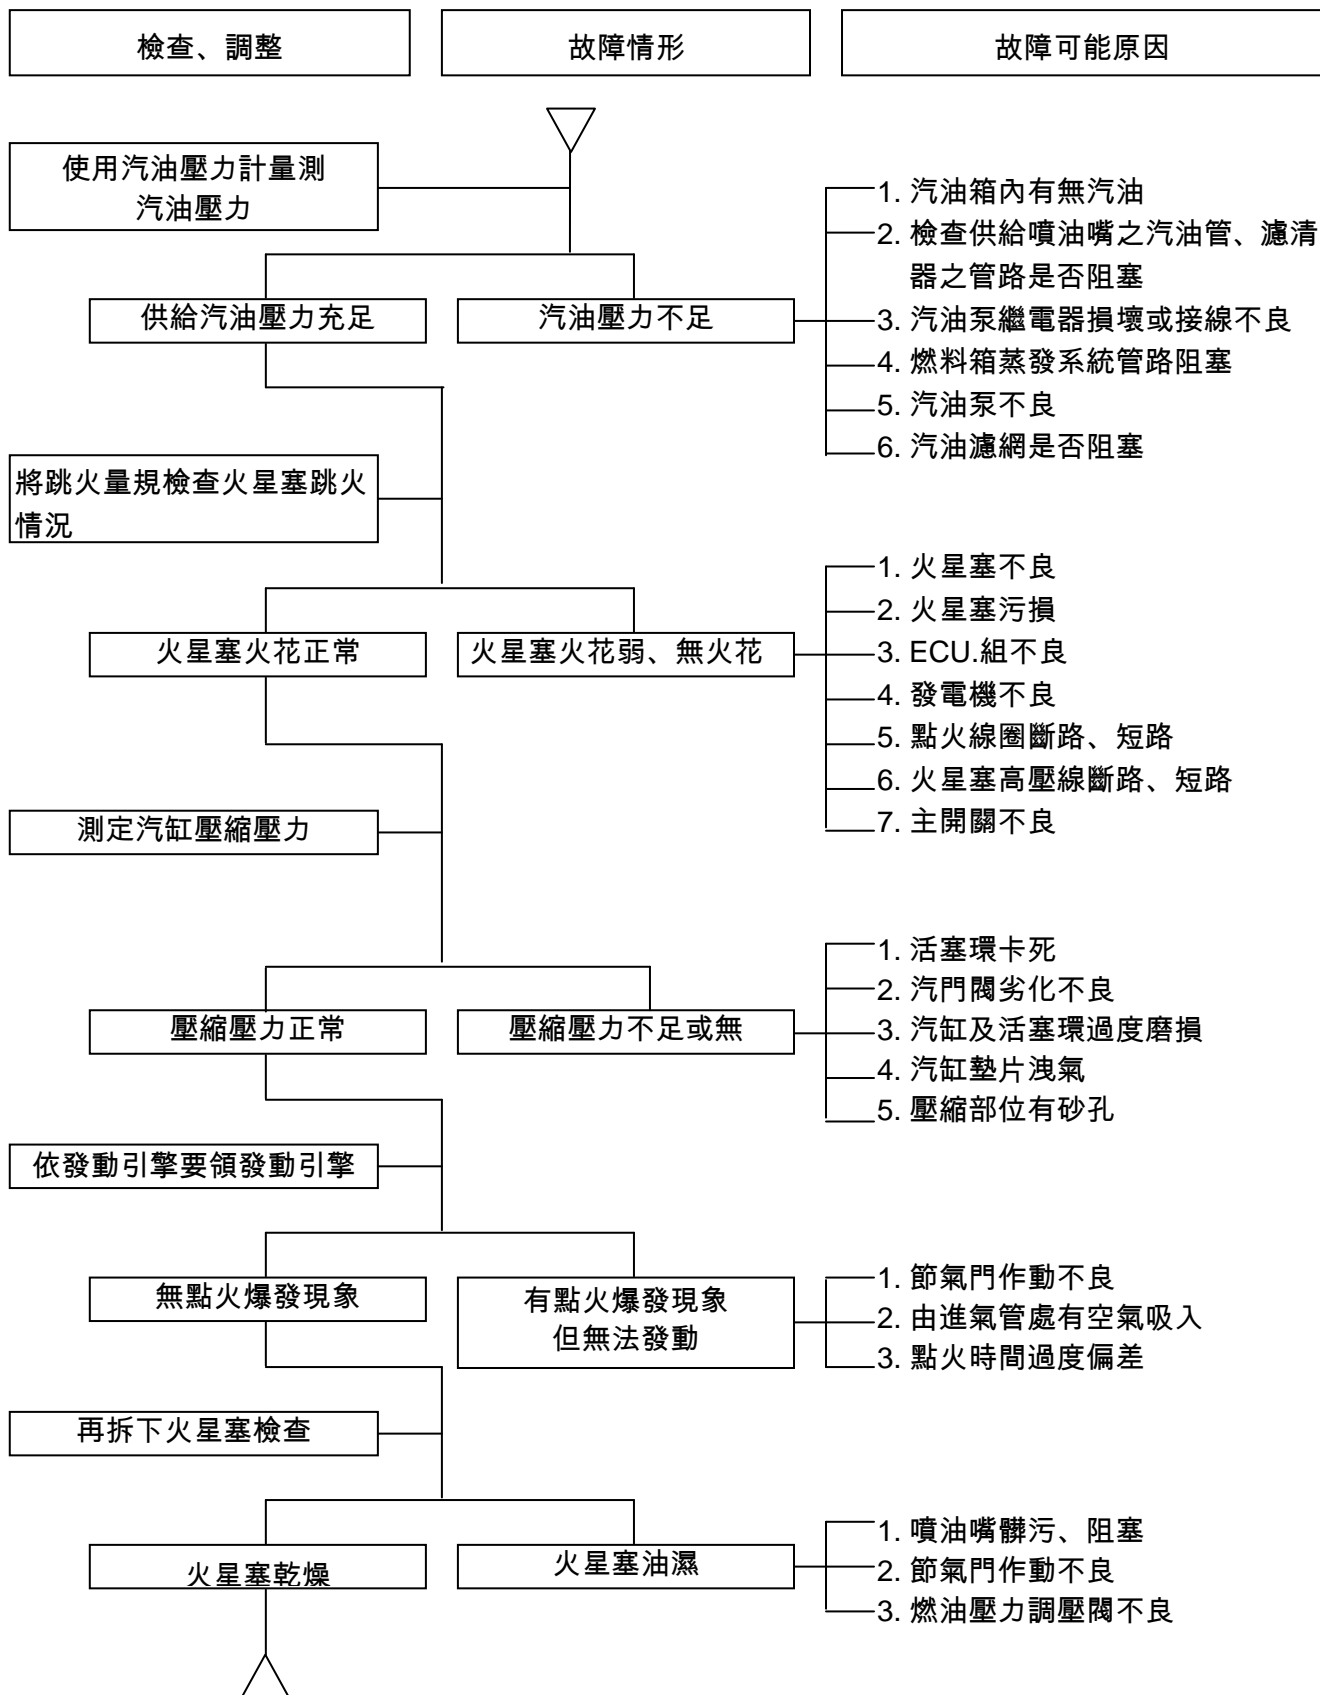 檢查、調整
故障情形
故障可能原因
使用汽油壓力計量測
汽油壓力
1. 汽油箱內有無汽油
2. 檢查供給噴油嘴之汽油管、濾清
器之管路是否阻塞
供給汽油壓力充足
汽油壓力不足
3. 汽油泵繼電器損壞或接線不良
4. 燃料箱蒸發系統管路阻塞
5. 汽油泵不良
6. 汽油濾網是否阻塞
將跳火量規檢查火星塞跳火
情況
1. 火星塞不良
2. 火星塞污損
火星塞火花正常
火星塞火花弱、無火花
3. ECU.組不良
4. 發電機不良
5. 點火線圈斷路、短路
6. 火星塞高壓線斷路、短路
7. 主開關不良
測定汽缸壓縮壓力
1. 活塞環卡死
2. 汽門閥劣化不良
壓縮壓力正常
壓縮壓力不足或無
3. 汽缸及活塞環過度磨損
4. 汽缸墊片洩氣
5. 壓縮部位有砂孔
依發動引擎要領發動引擎
無點火爆發現象
有點火爆發現象
但無法發動
1. 節氣門作動不良
2. 由進氣管處有空氣吸入
3. 點火時間過度偏差
再拆下火星塞檢查
火星塞乾燥
火星塞油濕
1. 噴油嘴髒污、阻塞
2. 節氣門作動不良
3. 燃油壓力調壓閥不良